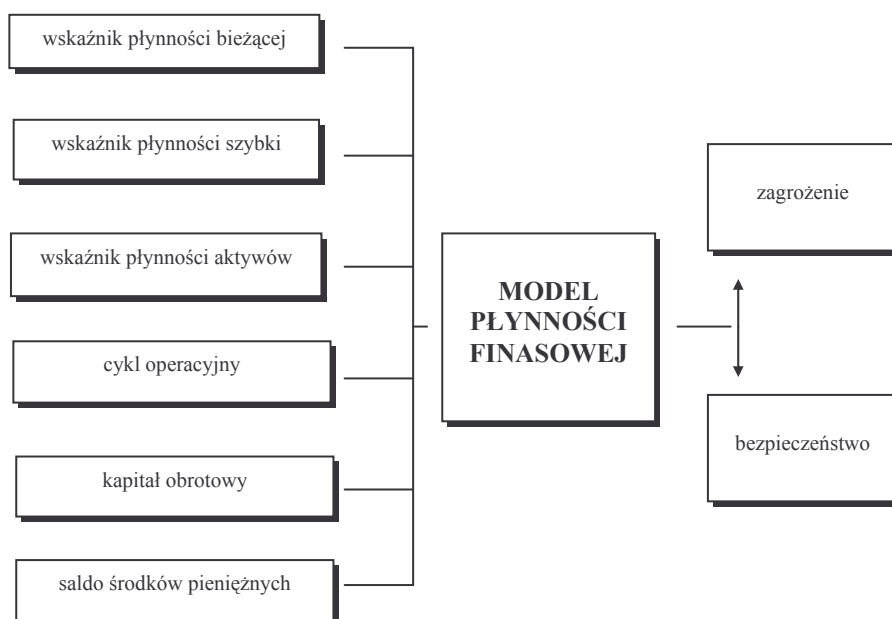 wskaźnik płynności bieżącej
wskaźnik płynności szybki
wskaźnik płynności aktywów
cykl operacyjny
kapitał obrotowy
saldo środków pieniężnych
MODEL
PŁYNNOŚCI
FINASOWEJ
zagrożenie
bezpieczeństwo